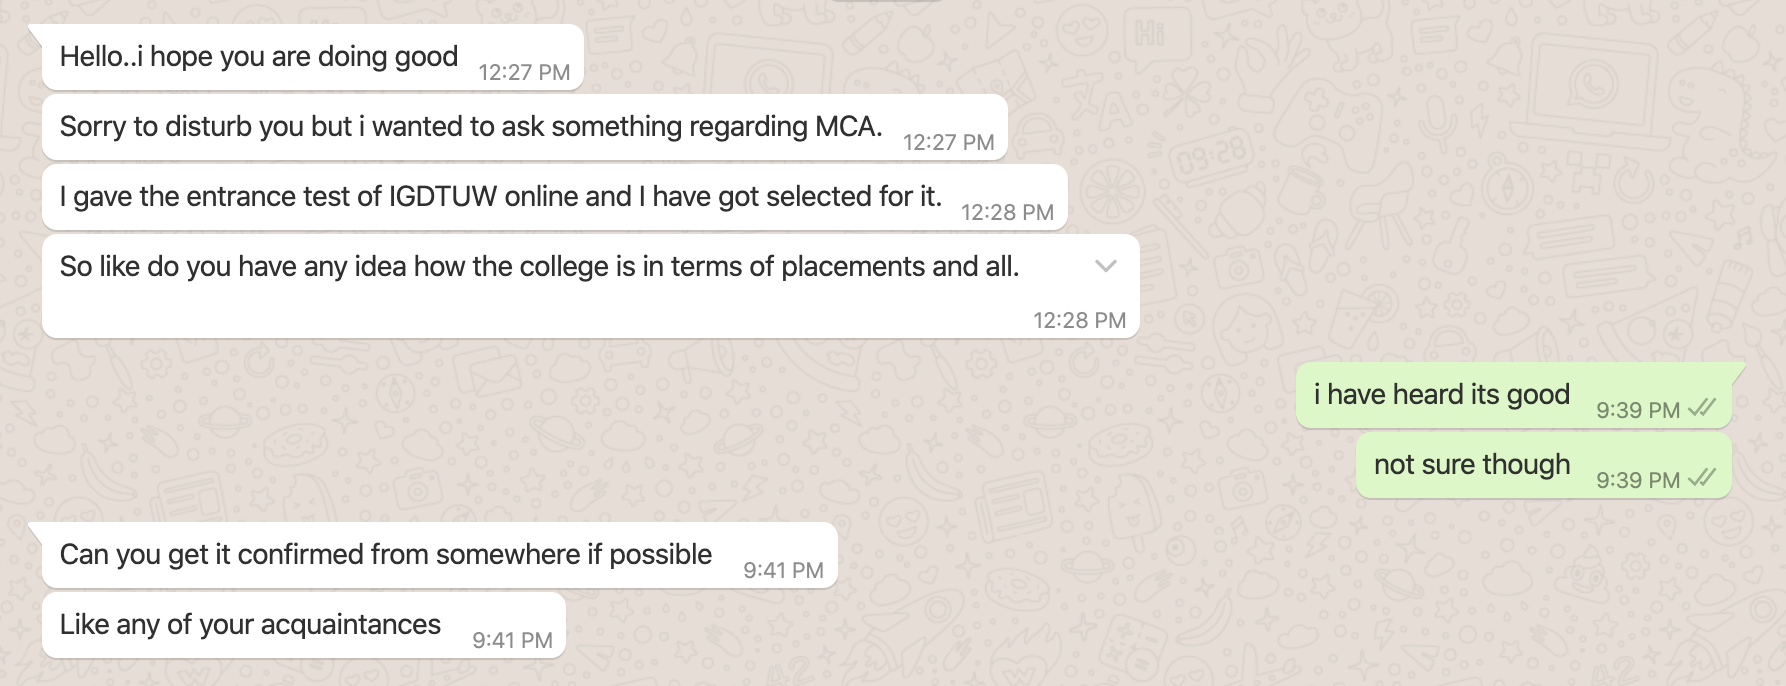 Hello..i hope you are doing good 12:27 PM
Sorry to disturb you but i wanted to ask something regarding MCA. 12:27 PM
I gave the entrance test of IGDTUW online and I have got selected for it. 12:28 PM
So like do you have any idea how the college is in terms of placements and all.
12:28 PM
i have heard its good 9:39 PM
not sure though 9:39 PM
Can you get it confirmed from somewhere if possible 9:41 PM
Like any of your acquaintances 9:41 PM